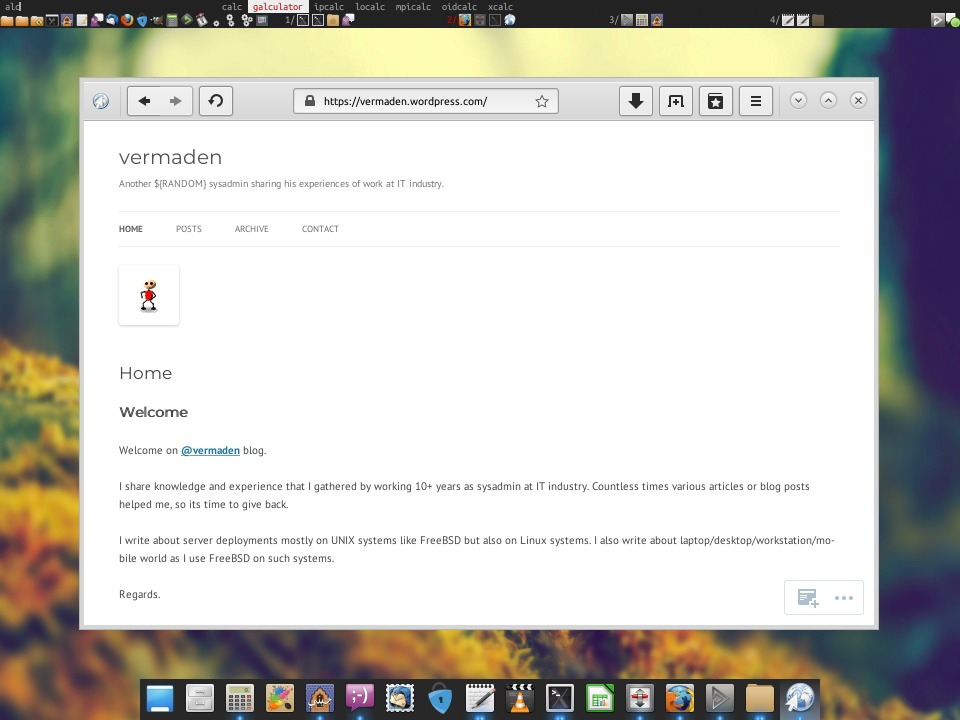 ald calc galculator ipcalc localc mpicalc oidcalc xcalc
1/ 2/ 3/ 4/
https://vermaden.wordpress.com/
vermaden
Another ${RANDOM} sysadmin sharing his experiences of work at IT industry.
HOME POSTS ARCHIVE CONTACT
Home
Welcome
Welcome on @vermaden blog.
I share knowledge and experience that I gathered by working 10+ years as sysadmin at IT industry. Countless times various articles or blog posts
helped me, so its time to give back.
I write about server deployments mostly on UNIX systems like FreeBSD but also on Linux systems. I also write about laptop/desktop/workstation/mo-
bile world as I use FreeBSD on such systems.
Regards.
;-)